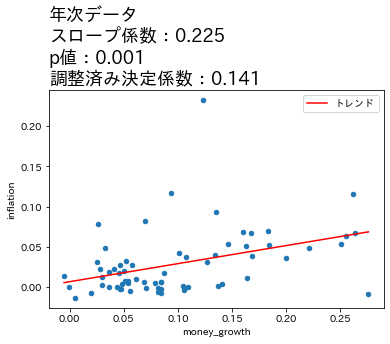 年次データ
スロープ係数：0.225
p値：0.001
調整済み決定係数：0.141
トレンド
inflation
0.20
0.15
0.10
0.05
0.00
0.00
0.05
0.10
0.15
0.20
0.25
money_growth